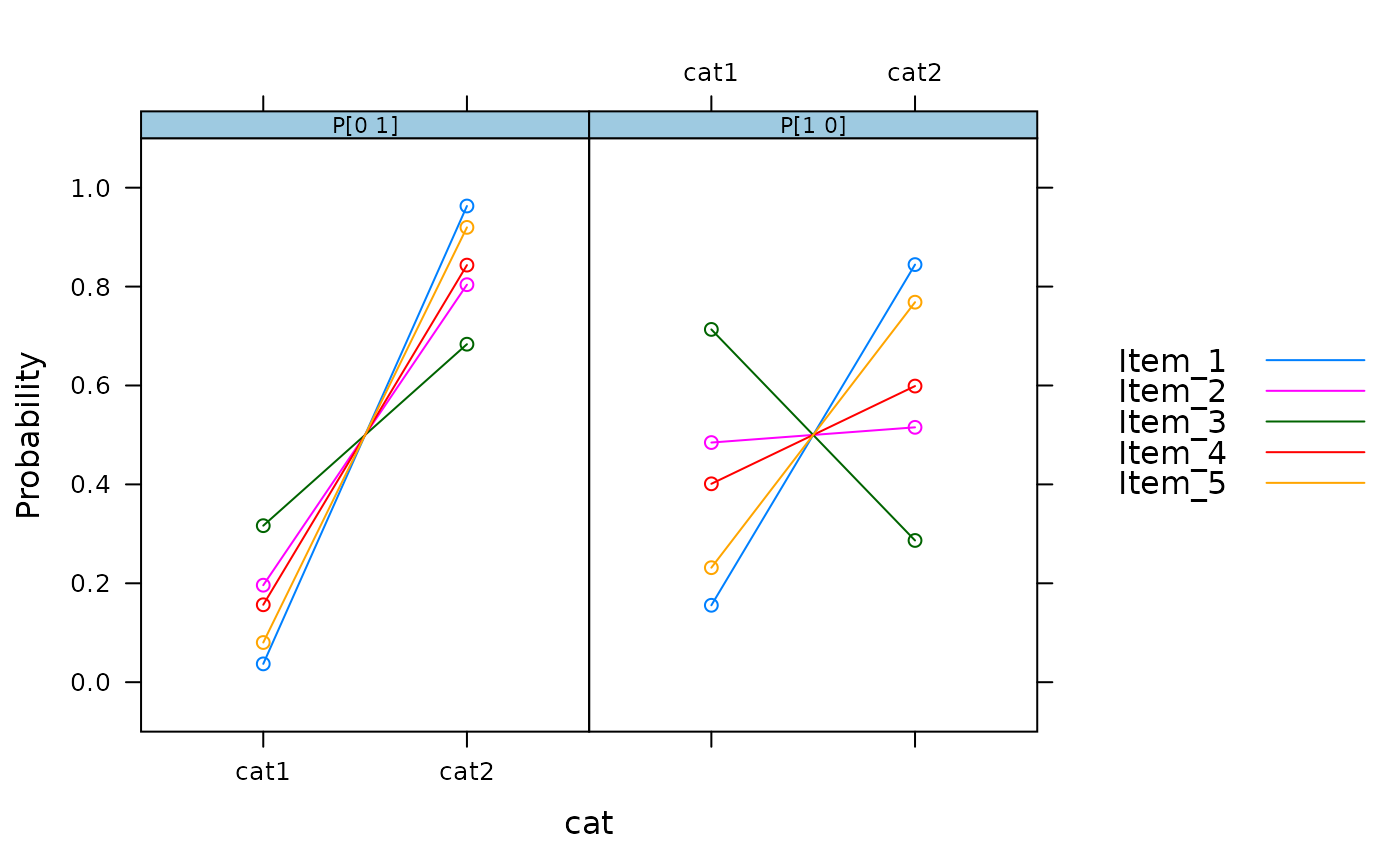 cat1 cat2
P[0 1] P[1 0]
Probability
1.0
0.8
0.6
0.4
0.2
0.0
cat1 cat2
cat
Item_1
Item_2
Item_3
Item_4
Item_5